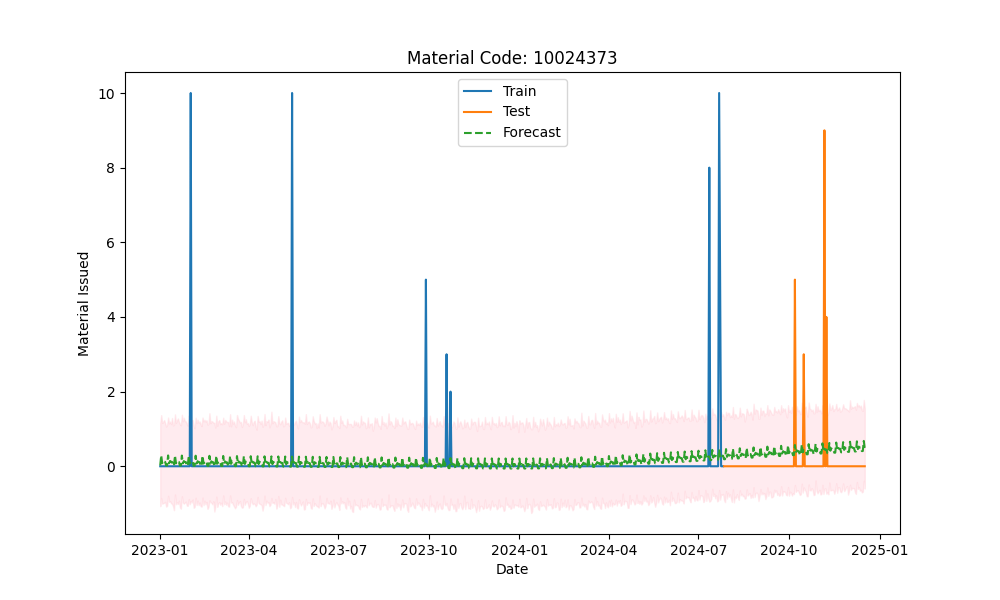 Material Code: 10024373
Train
Test
Forecast
10
8
6
4
2
0
Material Issued
2023-01 2023-04 2023-07 2023-10 2024-01 2024-04 2024-07 2024-10 2025-01
Date